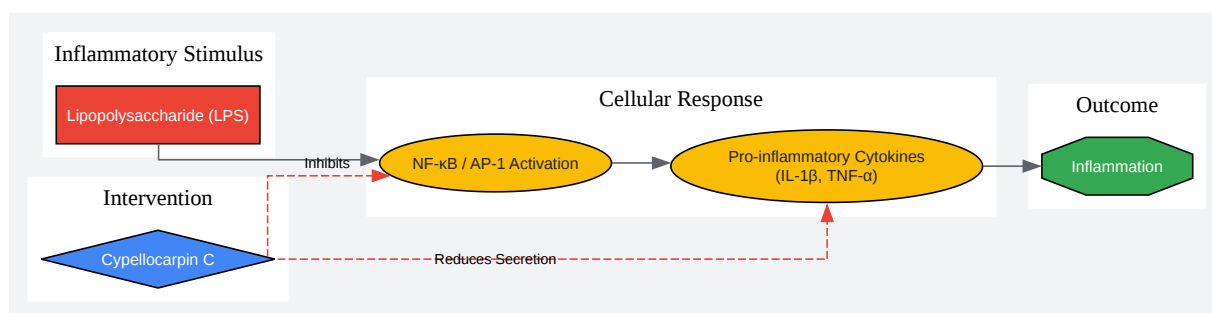 Inflammatory Stimulus
Lipopolysaccharide (LPS)
Intervention
Cypellocarpin C
Inhibits
Reduces Secretion
Cellular Response
NF-κB / AP-1 Activation
Pro-inflammatory Cytokines
(IL-1β, TNF-α)
Outcome
Inflammation